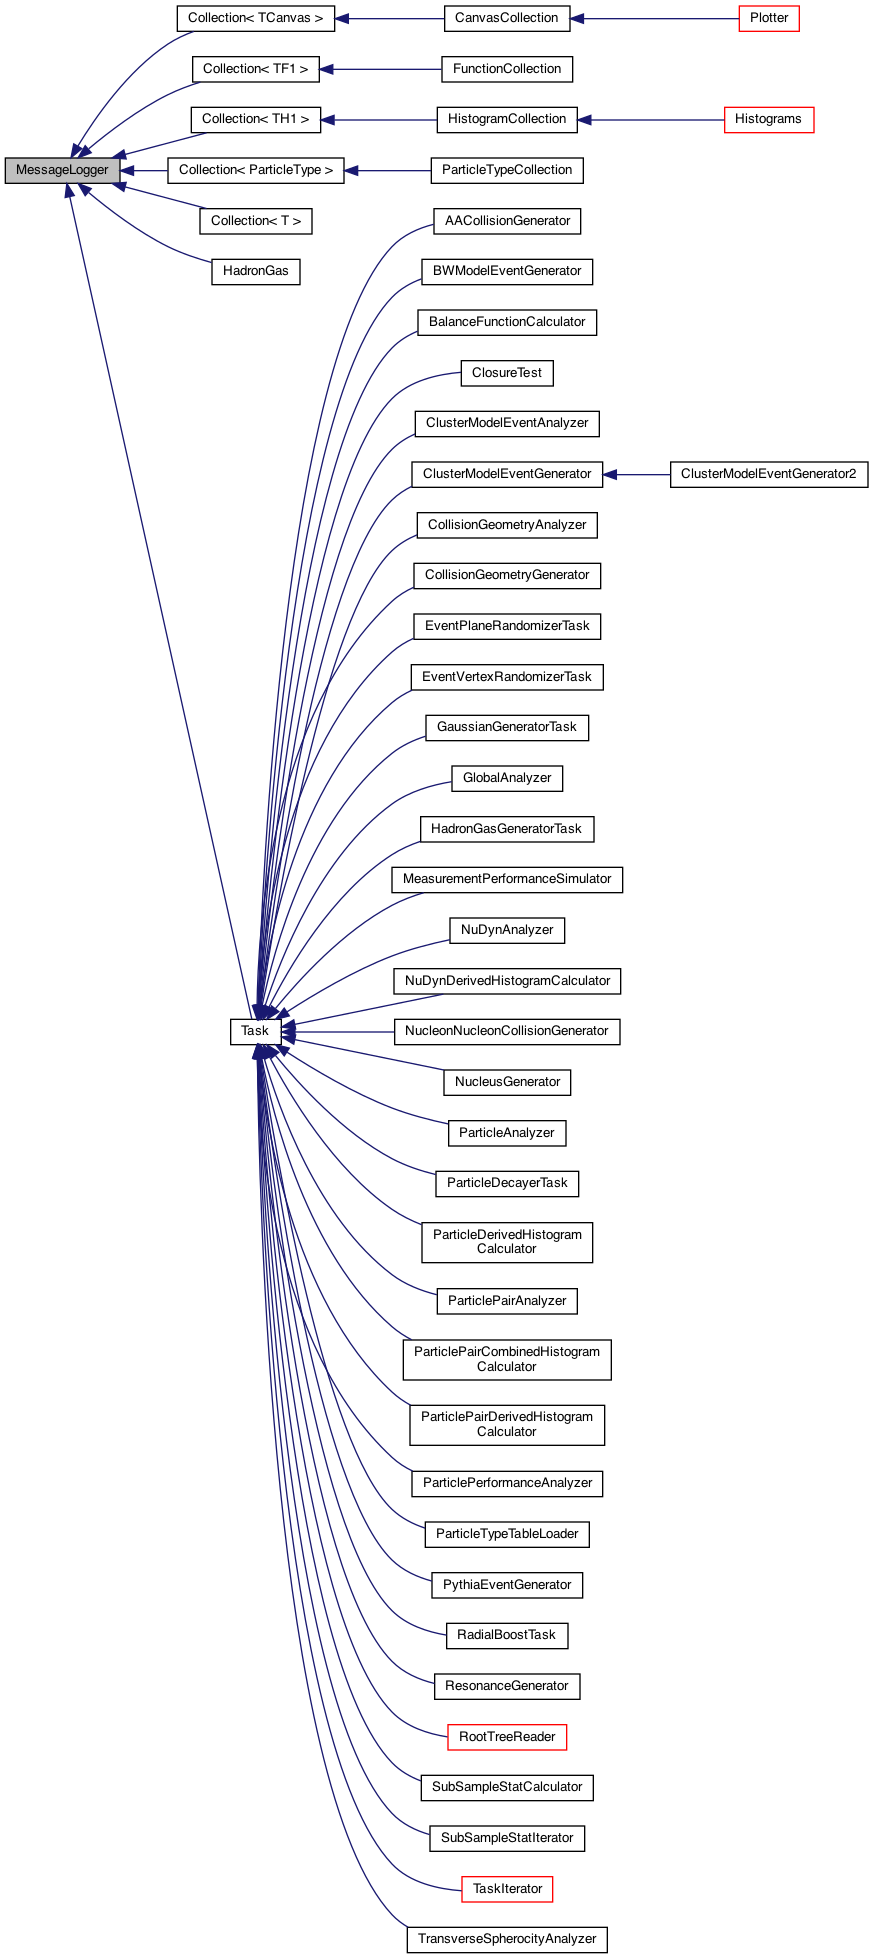 Collection< TCanvas >
CanvasCollection
Plotter
Collection< TF1 >
FunctionCollection
Collection< TH1 >
HistogramCollection
Histograms
MessageLogger
Collection< ParticleType >
ParticleTypeCollection
Collection< T >
AACollisionGenerator
HadronGas
BWModelEventGenerator
BalanceFunctionCalculator
ClosureTest
ClusterModelEventAnalyzer
ClusterModelEventGenerator
ClusterModelEventGenerator2
CollisionGeometryAnalyzer
CollisionGeometryGenerator
EventPlaneRandomizerTask
EventVertexRandomizerTask
GaussianGeneratorTask
GlobalAnalyzer
HadronGasGeneratorTask
MeasurementPerformanceSimulator
NuDynAnalyzer
NuDynDerivedHistogramCalculator
Task
NucleonNucleonCollisionGenerator
NucleusGenerator
ParticleAnalyzer
ParticleDecayerTask
ParticleDerivedHistogram
Calculator
ParticlePairAnalyzer
ParticlePairCombinedHistogram
Calculator
ParticlePairDerivedHistogram
Calculator
ParticlePerformanceAnalyzer
ParticleTypeTableLoader
PythiaEventGenerator
RadialBoostTask
ResonanceGenerator
RootTreeReader
SubSampleStatCalculator
SubSampleStatIterator
TaskIterator
TransverseSpherocityAnalyzer